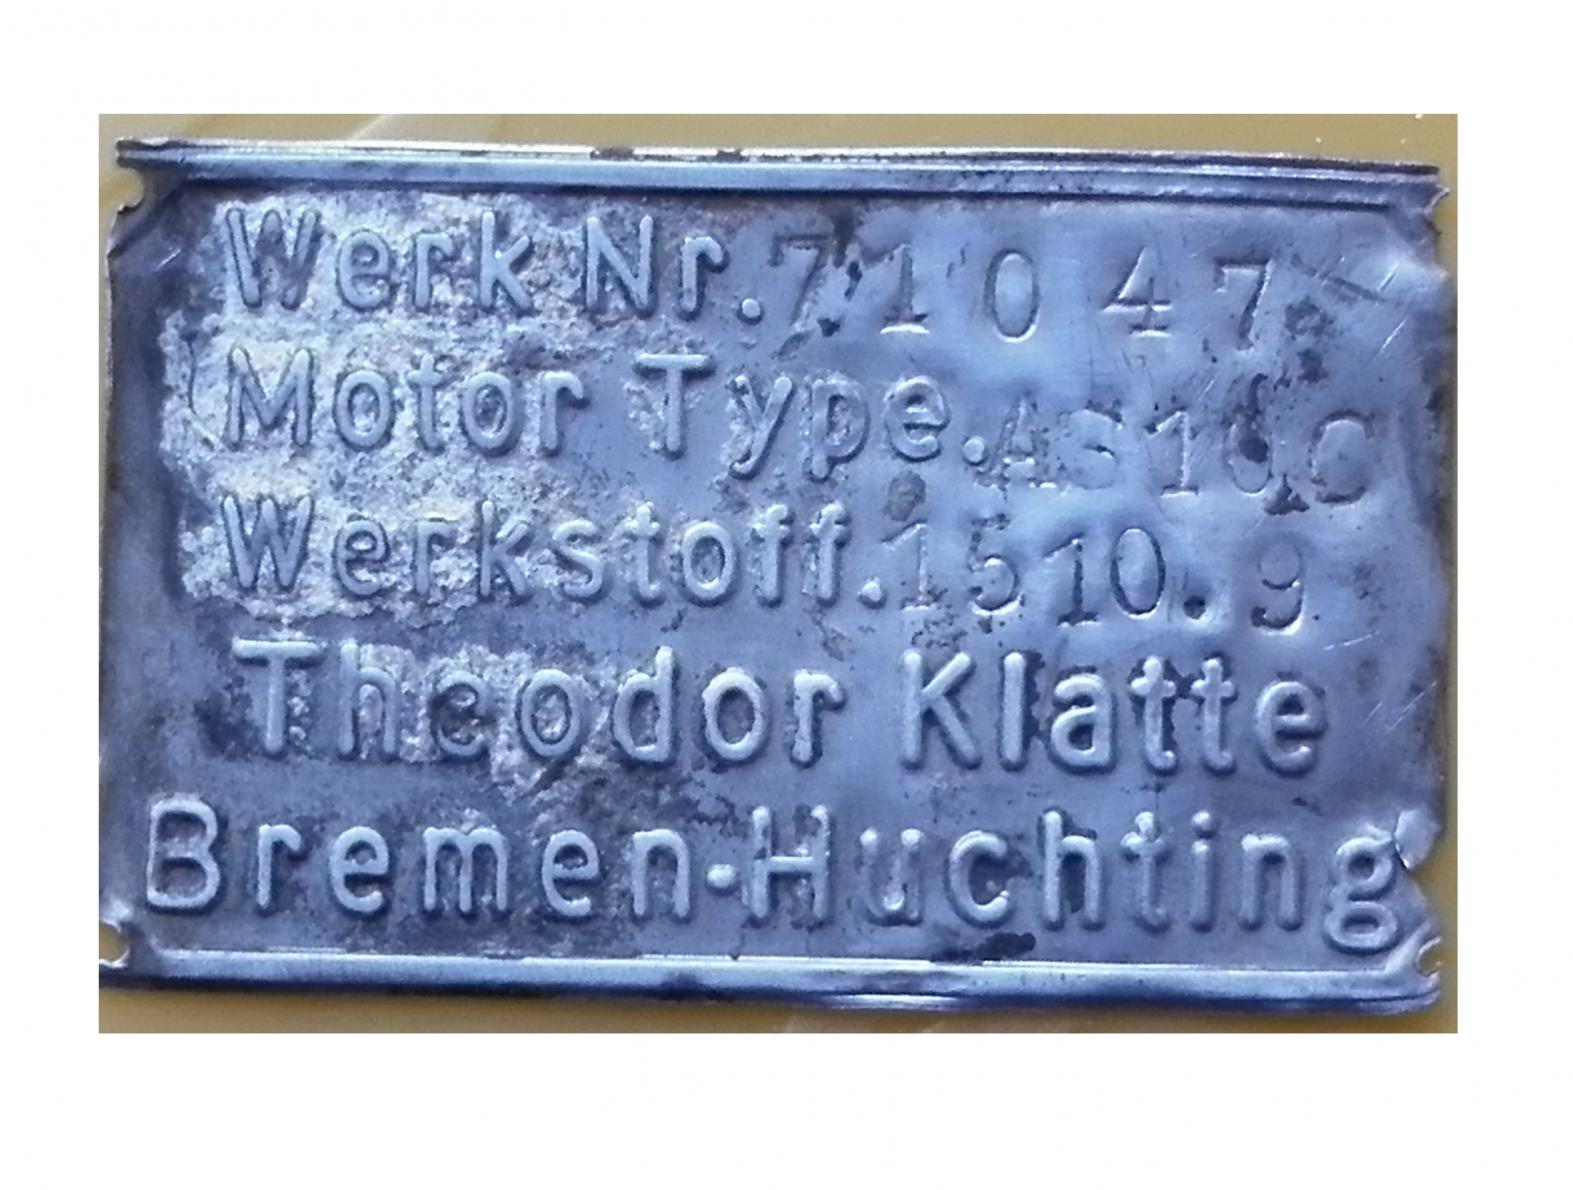 Werk Nr. 71047
Motor Type. AS10C
Werkstoff. 1510.9
Theodor Klatte
Bremen-Huchting